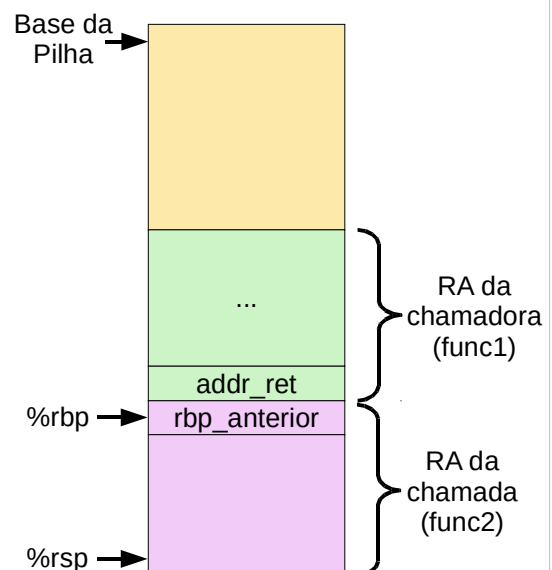 Base da
Pilha
...
RA da
chamadora
(func1)
addr_ret
%rbp
rbp_anterior
RA da
chamada
(func2)
%rsp